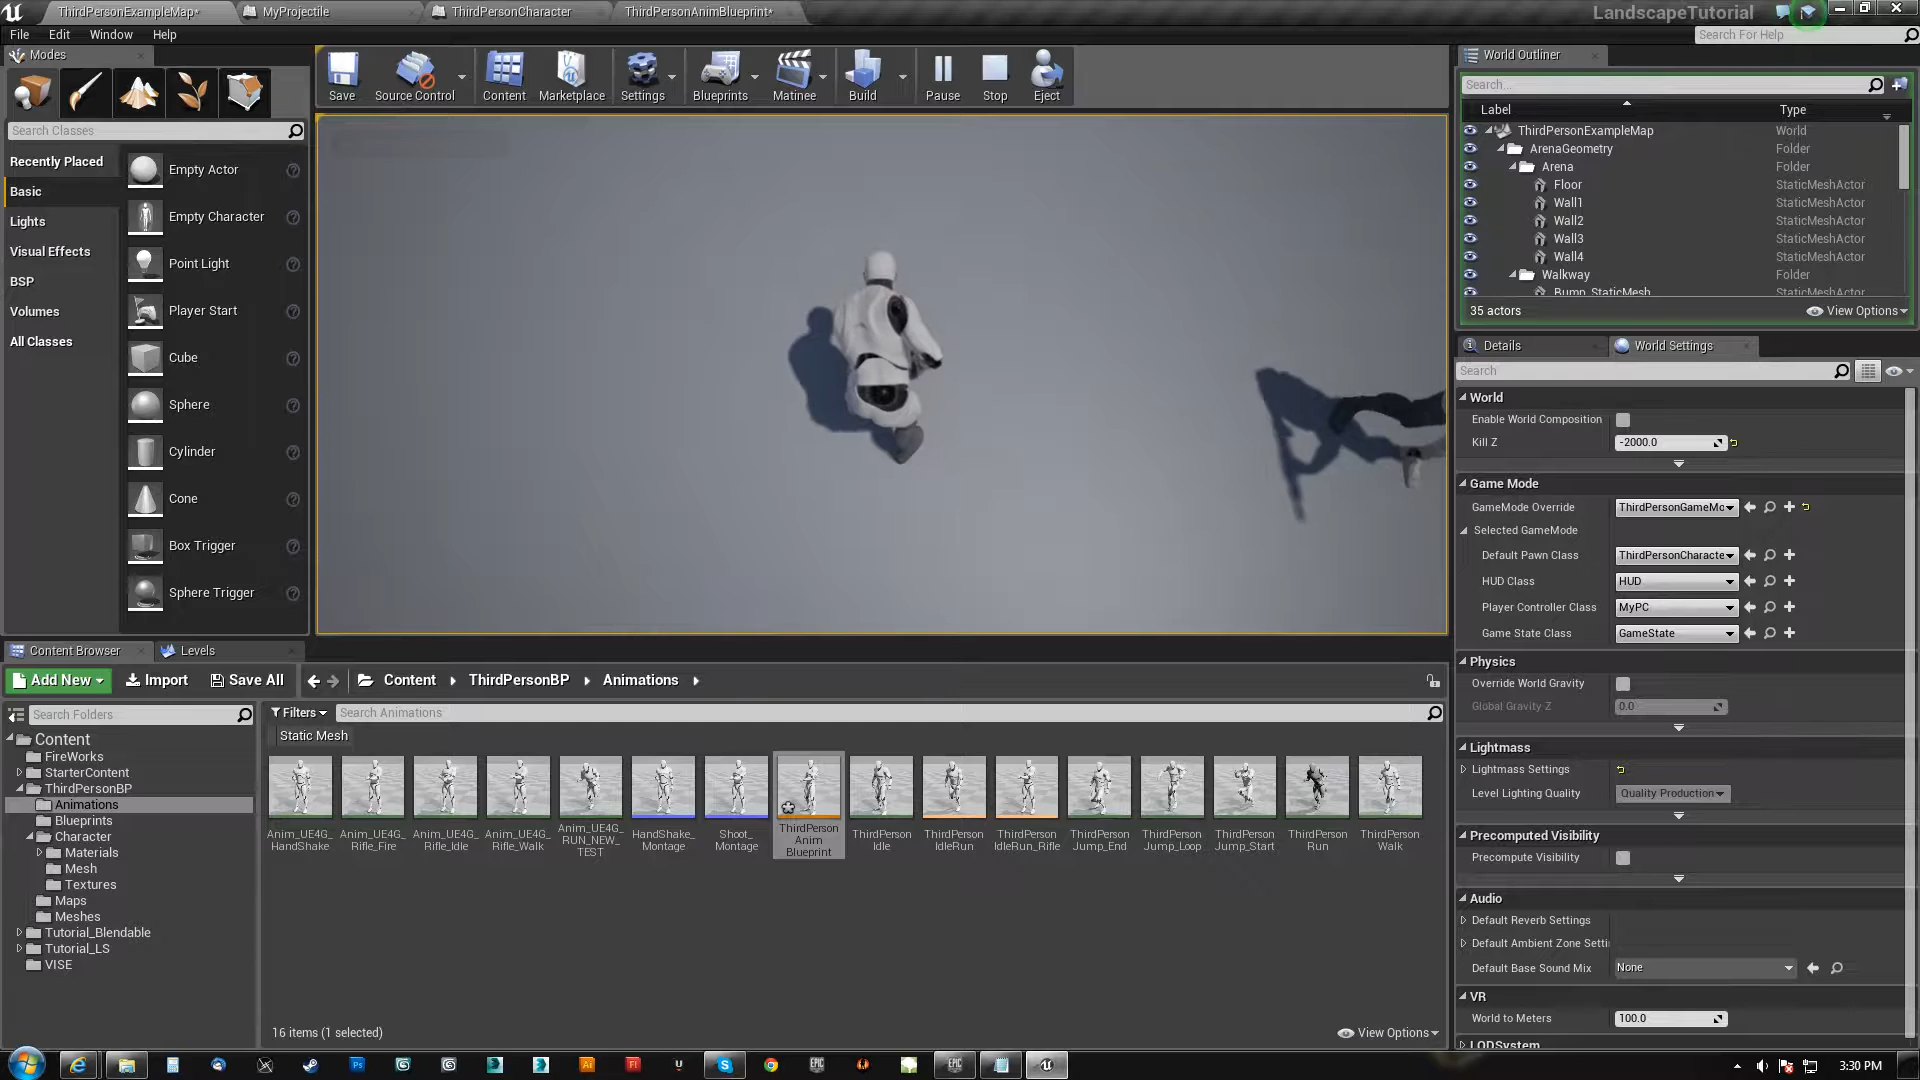 ThirdPersonExampleMap*
MyProjectile
ThirdPersonCharacter
ThirdPersonAnimBlueprint*
LandscapeTutorial
File Edit Window Help
Search For Help
Modes
Save
Source Control
Content
Marketplace
Settings
Blueprints
Matinee
Build
Pause
Stop
Eject
Search Classes
Recently Placed
Basic
Lights
Visual Effects
BSP
Volumes
All Classes
Empty Actor
Empty Character
Point Light
Player Start
Cube
Sphere
Cylinder
Cone
Box Trigger
Sphere Trigger
World Outliner
Search...
Label Type
ThirdPersonExampleMap World
ArenaGeometry Folder
Arena Folder
Floor StaticMeshActor
Wall1 StaticMeshActor
Wall2 StaticMeshActor
Wall3 StaticMeshActor
Wall4 StaticMeshActor
Walkway Folder
Bump_StaticMesh StaticMeshActor
35 actors View Options
Details World Settings
Search
World
Enable World Composition
Kill Z -2000.0
Game Mode
GameMode Override ThirdPersonGameMo
Selected GameMode
Default Pawn Class ThirdPersonCharacte
HUD Class HUD
Player Controller Class MyPC
Game State Class GameState
Physics
Override World Gravity
Global Gravity Z 0.0
Lightmass
Lightmass Settings
Level Lighting Quality Quality Production
Precomputed Visibility
Precompute Visibility
Audio
Default Reverb Settings
Default Ambient Zone Setti
Default Base Sound Mix None
VR
World to Meters 100.0
LODSystem
Content Browser Levels
Add New Import Save All Content ThirdPersonBP Animations
Search Folders
Filters Search Animations
Static Mesh
Content
FireWorks
StarterContent
ThirdPersonBP
Animations
Blueprints
Character
Materials
Mesh
Textures
Maps
Meshes
Tutorial_Blendable
Tutorial_LS
VISE
Anim_UE4G_
HandShake
Anim_UE4G_
Rifle_Fire
Anim_UE4G_
Rifle_Idle
Anim_UE4G_
Rifle_Walk
Anim_UE4G_
RUN_NEW_
TEST
HandShake_
Montage
Shoot_
Montage
ThirdPerson
Anim
Blueprint
ThirdPerson
Idle
ThirdPerson
IdleRun
ThirdPerson
IdleRun_Rifle
ThirdPerson
Jump_End
ThirdPerson
Jump_Loop
ThirdPerson
Jump_Start
ThirdPerson
Run
ThirdPerson
Walk
16 items (1 selected)
View Options
Ps
Ai
Fl
EPIC
EPIC
3:30 PM